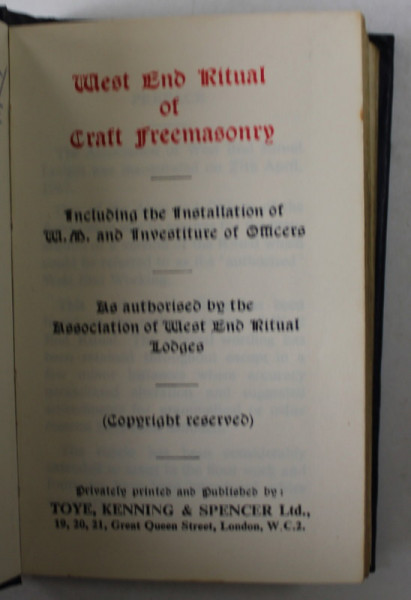 West End Ritual
of
Craft Freemasonry
Including the Installation of
W.M. and Investiture of Officers
As authorised by the
Association of West End Ritual
Lodges
(Copyright reserved)
Privately printed and Published by:
TOYE, KENNING & SPENCER Ltd.,
19, 20, 21, Great Queen Street, London, W.C.2.